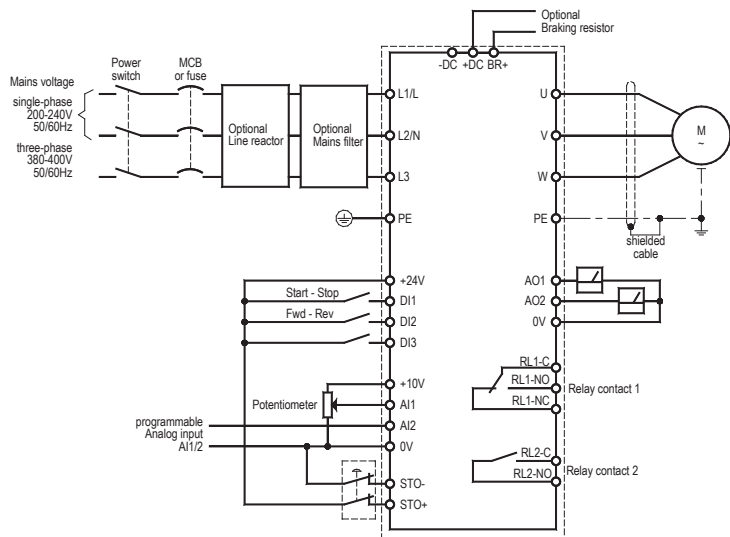 Optional
Braking resistor
-DC +DC BR+
Power
switch
MCB
or fuse
Mains voltage
single-phase
200-240V
50/60Hz
three-phase
380-400V
50/60Hz
Optional
Line reactor
Optional
Mains filter
L1/L
L2/N
L3
PE
U
V
W
PE
M
~
shielded
cable
+24V
Start - Stop
DI1
Fwd - Rev
DI2
DI3
+10V
Potentiometer
AI1
programmable
Analog input
AI1/2
AI2
0V
STO-
STO+
AO1
AO2
0V
RL1-C
RL1-NO
RL1-NC
Relay contact 1
RL2-C
RL2-NO
Relay contact 2